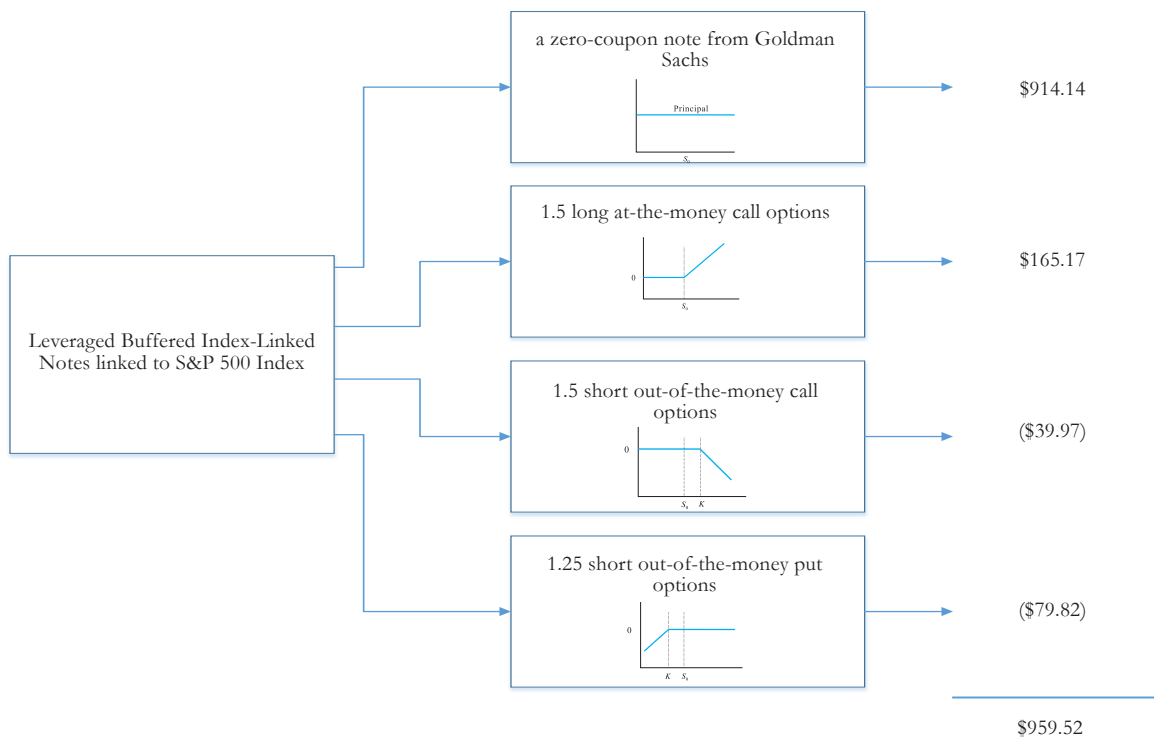 Leveraged Buffered Index-Linked
Notes linked to S&P 500 Index
a zero-coupon note from Goldman
Sachs
Principal
S₀
$914.14
1.5 long at-the-money call options
0
S₀
$165.17
1.5 short out-of-the-money call
options
0
S₀ K
($39.97)
1.25 short out-of-the-money put
options
0
K S₀
($79.82)
$959.52